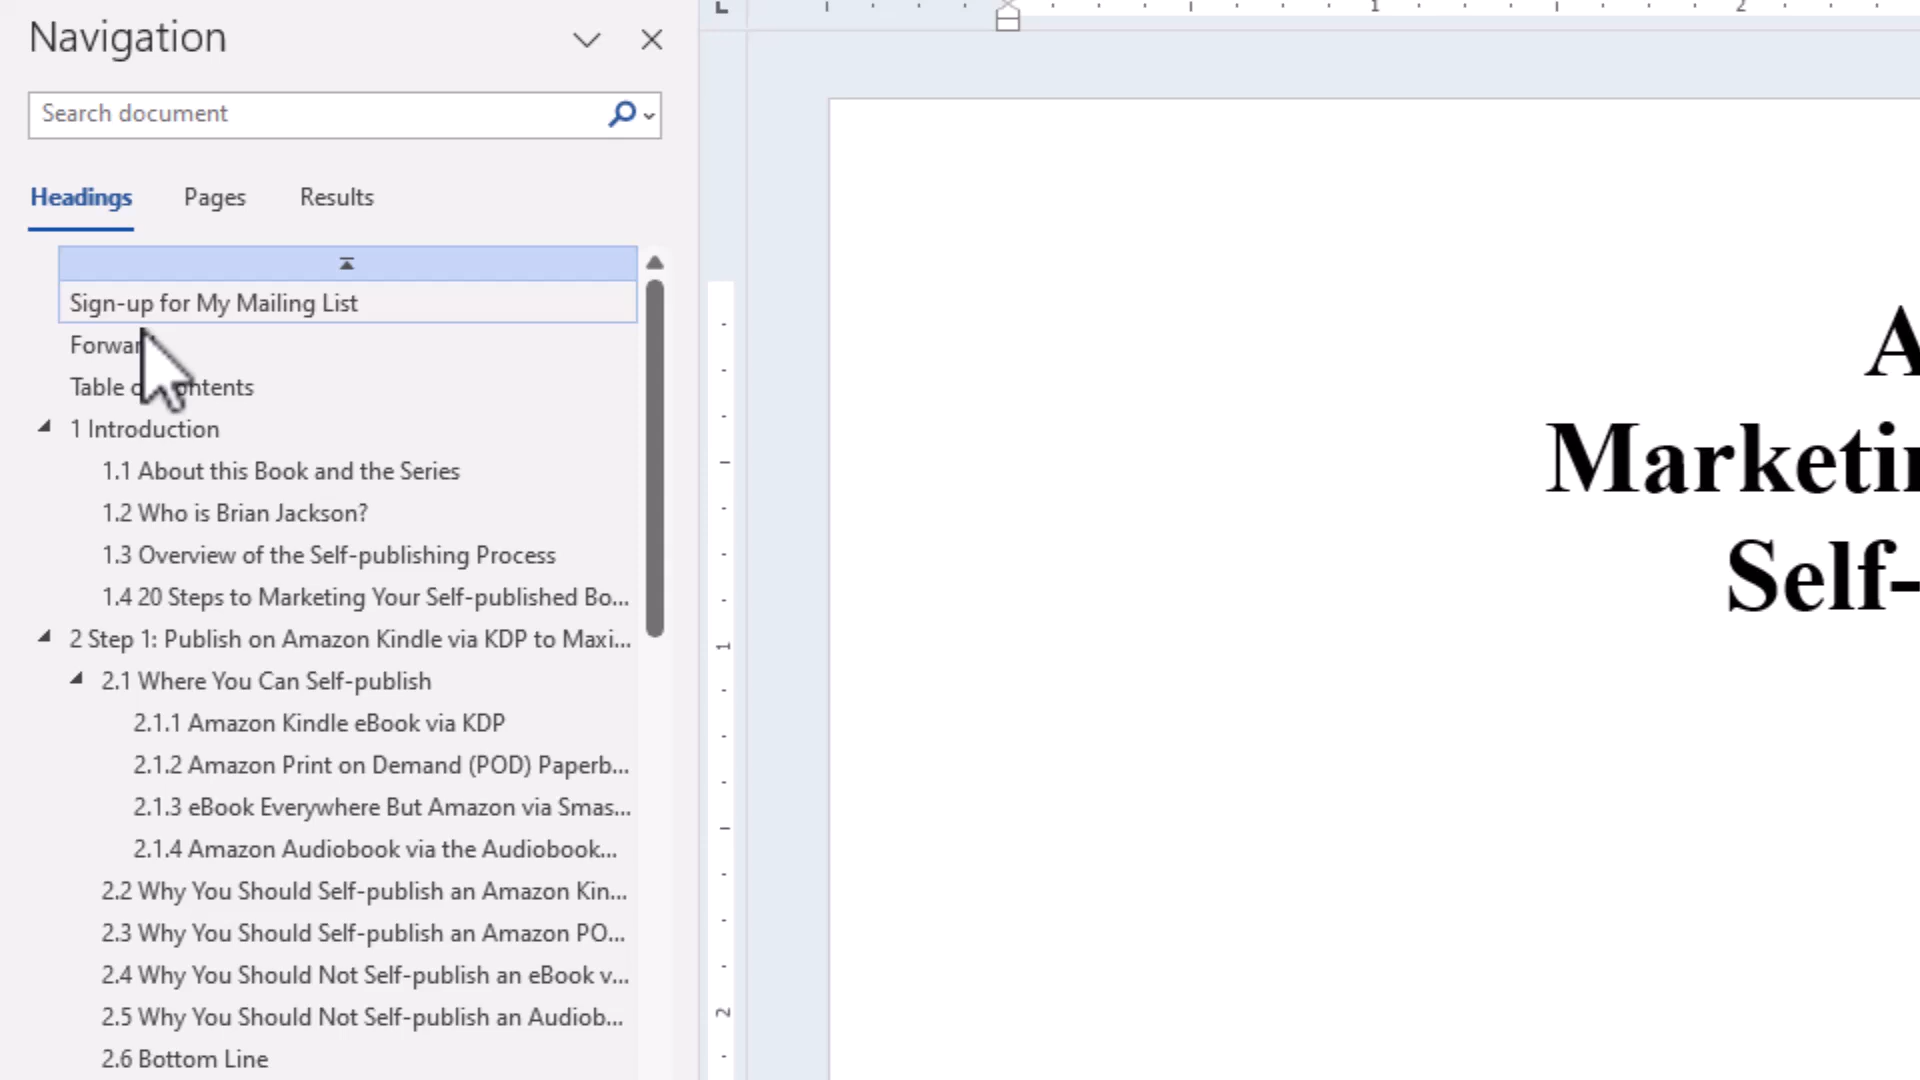 Navigation
Search document
Headings Pages Results
Sign-up for My Mailing List
Forwar
Table o ontents
1 Introduction
1.1 About this Book and the Series
1.2 Who is Brian Jackson?
1.3 Overview of the Self-publishing Process
1.4 20 Steps to Marketing Your Self-published Bo...
2 Step 1: Publish on Amazon Kindle via KDP to Maxi...
2.1 Where You Can Self-publish
2.1.1 Amazon Kindle eBook via KDP
2.1.2 Amazon Print on Demand (POD) Paperb...
2.1.3 eBook Everywhere But Amazon via Smas...
2.1.4 Amazon Audiobook via the Audiobook...
2.2 Why You Should Self-publish an Amazon Kin...
2.3 Why You Should Self-publish an Amazon PO...
2.4 Why You Should Not Self-publish an eBook v...
2.5 Why You Should Not Self-publish an Audiob...
2.6 Bottom Line
L
1 2
1
2
A
Marketin
Self-